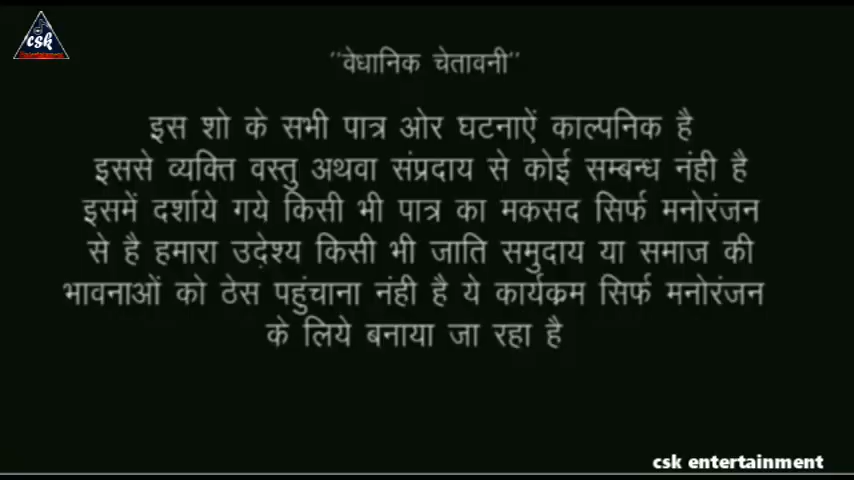 csk
"वेधानिक चेतावनी"
इस शो के सभी पात्र ओर घटनाऐं काल्पनिक है
इससे व्यक्ति वस्तु अथवा संप्रदाय से कोई सम्बन्ध नंही है
इसमें दर्शाये गये किसी भी पात्र का मकसद सिर्फ मनोरंजन
से है हमारा उदे्श्य किसी भी जाति समुदाय या समाज की
भावनाओं को ठेस पहुंचाना नंही है ये कार्यक्रम सिर्फ मनोरंजन
के लिये बनाया जा रहा है
csk entertainment